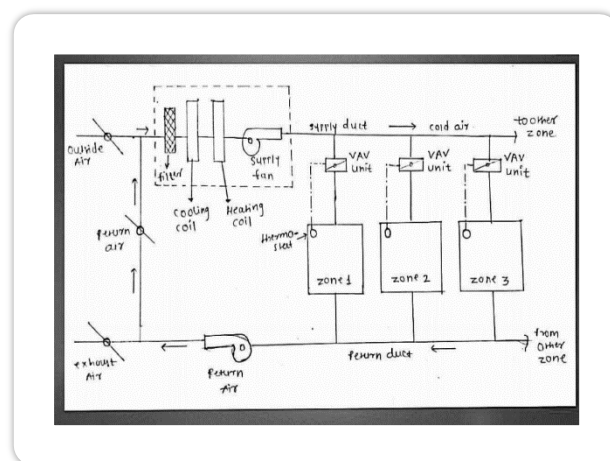 supply duct
cold air
to other
zone
outside
Air
filter
supply
fan
VAV
unit
VAV
unit
VAV
unit
cooling
coil
Heating
coil
Return
air
thermo-
stat
zone 1
zone 2
zone 3
exhaust
Air
Return
Air
Return duct
from
other
zone